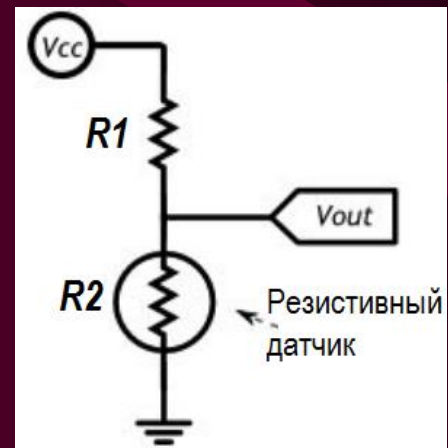 Vcc
R1
Vout
R2
Резистивный
датчик